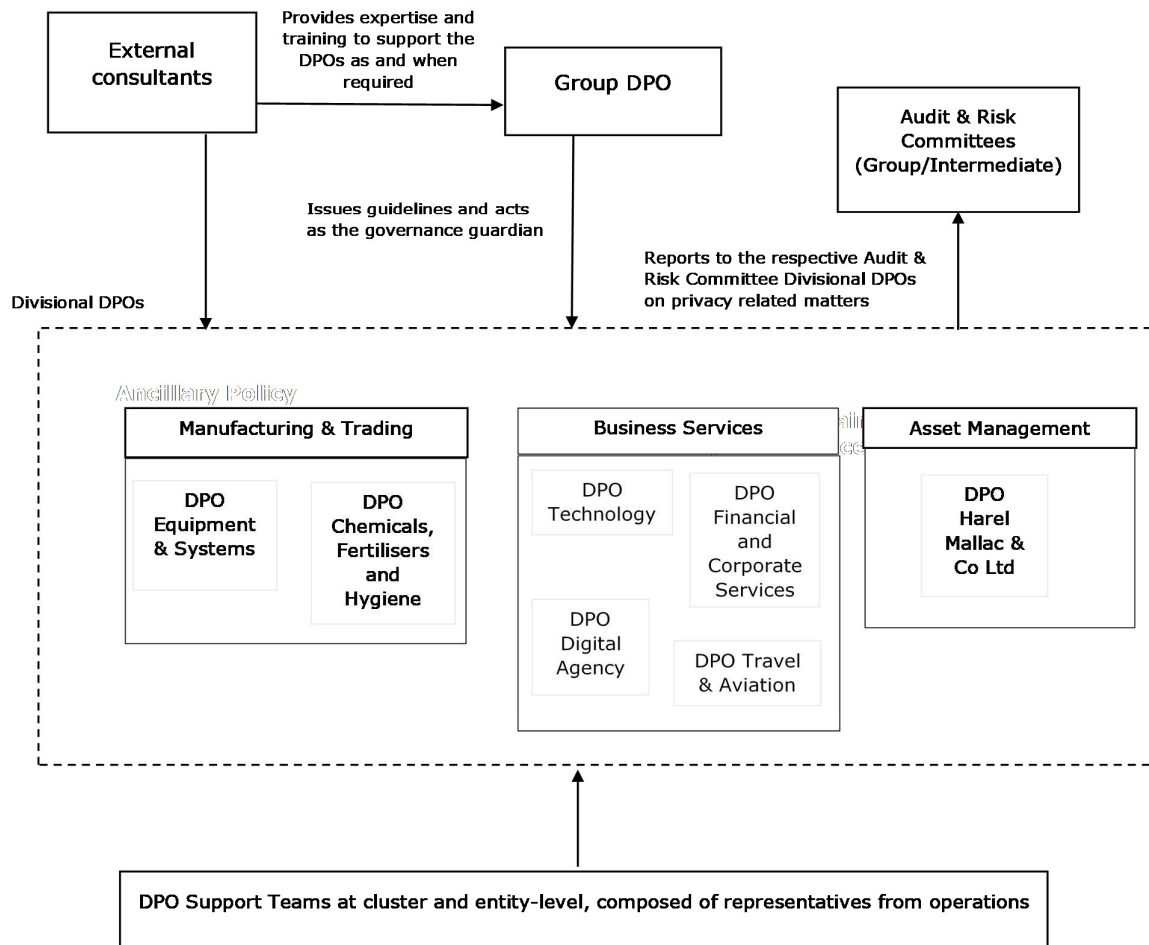 External
consultants
Provides expertise and
training to support the
DPOs as and when
required
Group DPO
Audit & Risk
Committees
(Group/Intermediate)
Issues guidelines and acts
as the governance guardian
Reports to the respective Audit &
Risk Committee Divisional DPOs
on privacy related matters
Divisional DPOs
Ancillary Policy
Manufacturing & Trading
DPO
Equipment
& Systems
DPO
Chemicals,
Fertilisers
and
Hygiene
Business Services
DPO
Technology
DPO
Financial
and
Corporate
Services
DPO
Digital
Agency
DPO Travel
& Aviation
Asset Management
DPO
Harel
Mallac &
Co Ltd
DPO Support Teams at cluster and entity-level, composed of representatives from operations